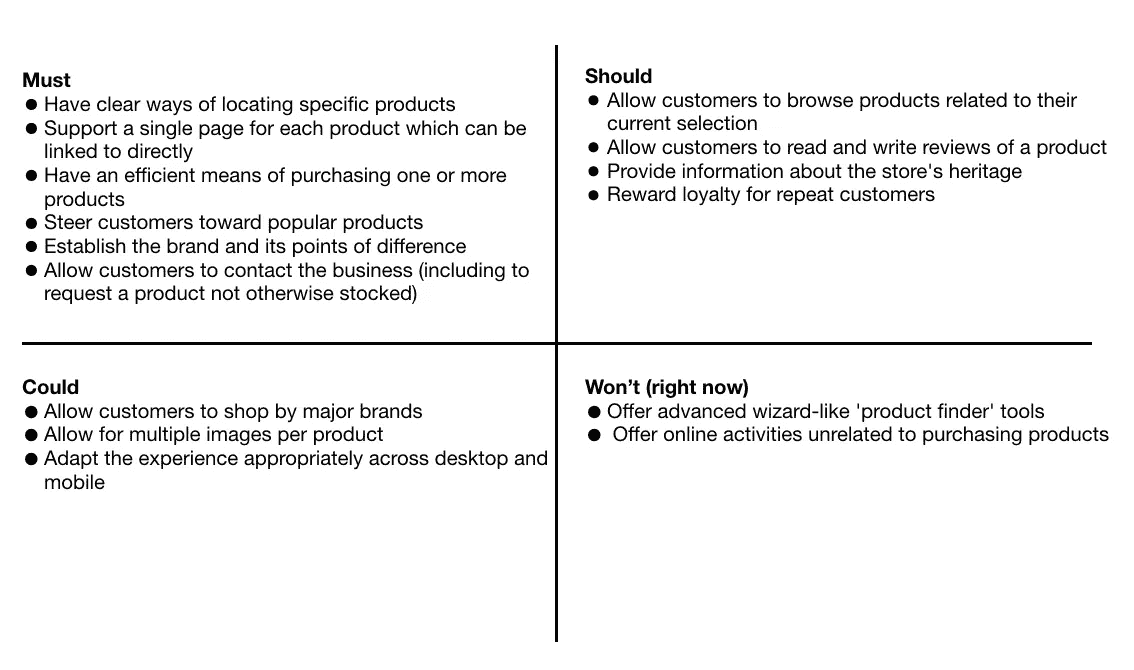 Must
● Have clear ways of locating specific products
● Support a single page for each product which can be
linked to directly
● Have an efficient means of purchasing one or more
products
● Steer customers toward popular products
● Establish the brand and its points of difference
● Allow customers to contact the business (including to
request a product not otherwise stocked)
Should
● Allow customers to browse products related to their
current selection
● Allow customers to read and write reviews of a product
● Provide information about the store's heritage
● Reward loyalty for repeat customers
Could
● Allow customers to shop by major brands
● Allow for multiple images per product
● Adapt the experience appropriately across desktop and
mobile
Won’t (right now)
● Offer advanced wizard-like 'product finder' tools
● Offer online activities unrelated to purchasing products